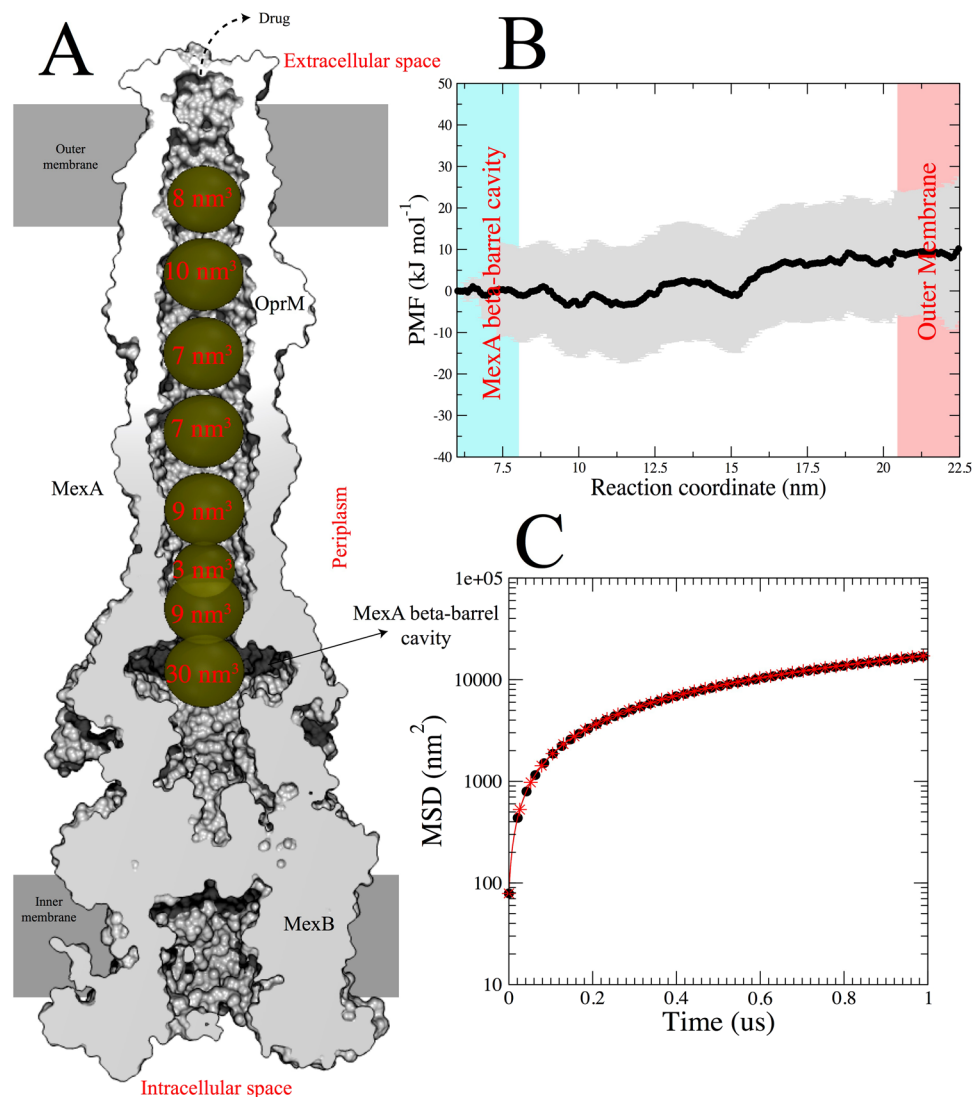 A
Drug
Extracellular space
Outer
membrane
8 nm³
10 nm³
OprM
7 nm³
7 nm³
MexA
9 nm³
Periplasm
3 nm³
9 nm³
MexA beta-barrel
cavity
30 nm³
Inner
membrane
MexB
Intracellular space
B
50
40
30
20
10
0
-10
-20
-30
-40
PMF (kJ mol⁻¹)
MexA beta-barrel cavity
Outer Membrane
7.5
10
12.5
15
17.5
20
22.5
Reaction coordinate (nm)
C
1e+05
10000
1000
100
10
MSD (nm²)
0
0.2
0.4
0.6
0.8
1
Time (us)